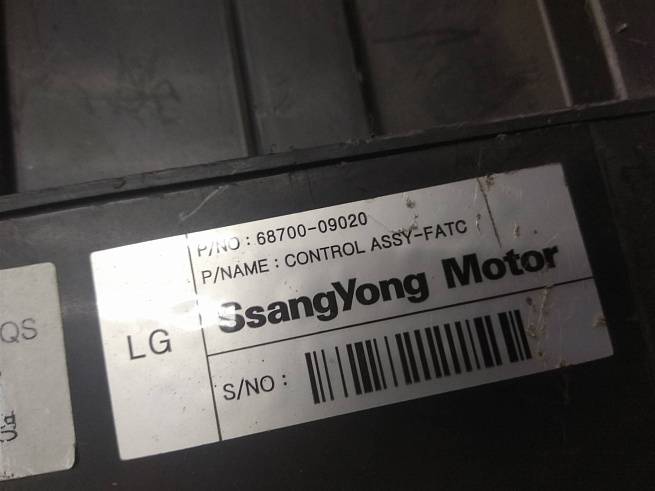 P/NO : 68700-09020
P/NAME : CONTROL ASSY-FATC
SsangYong Motor
LG
S/NO :
QS